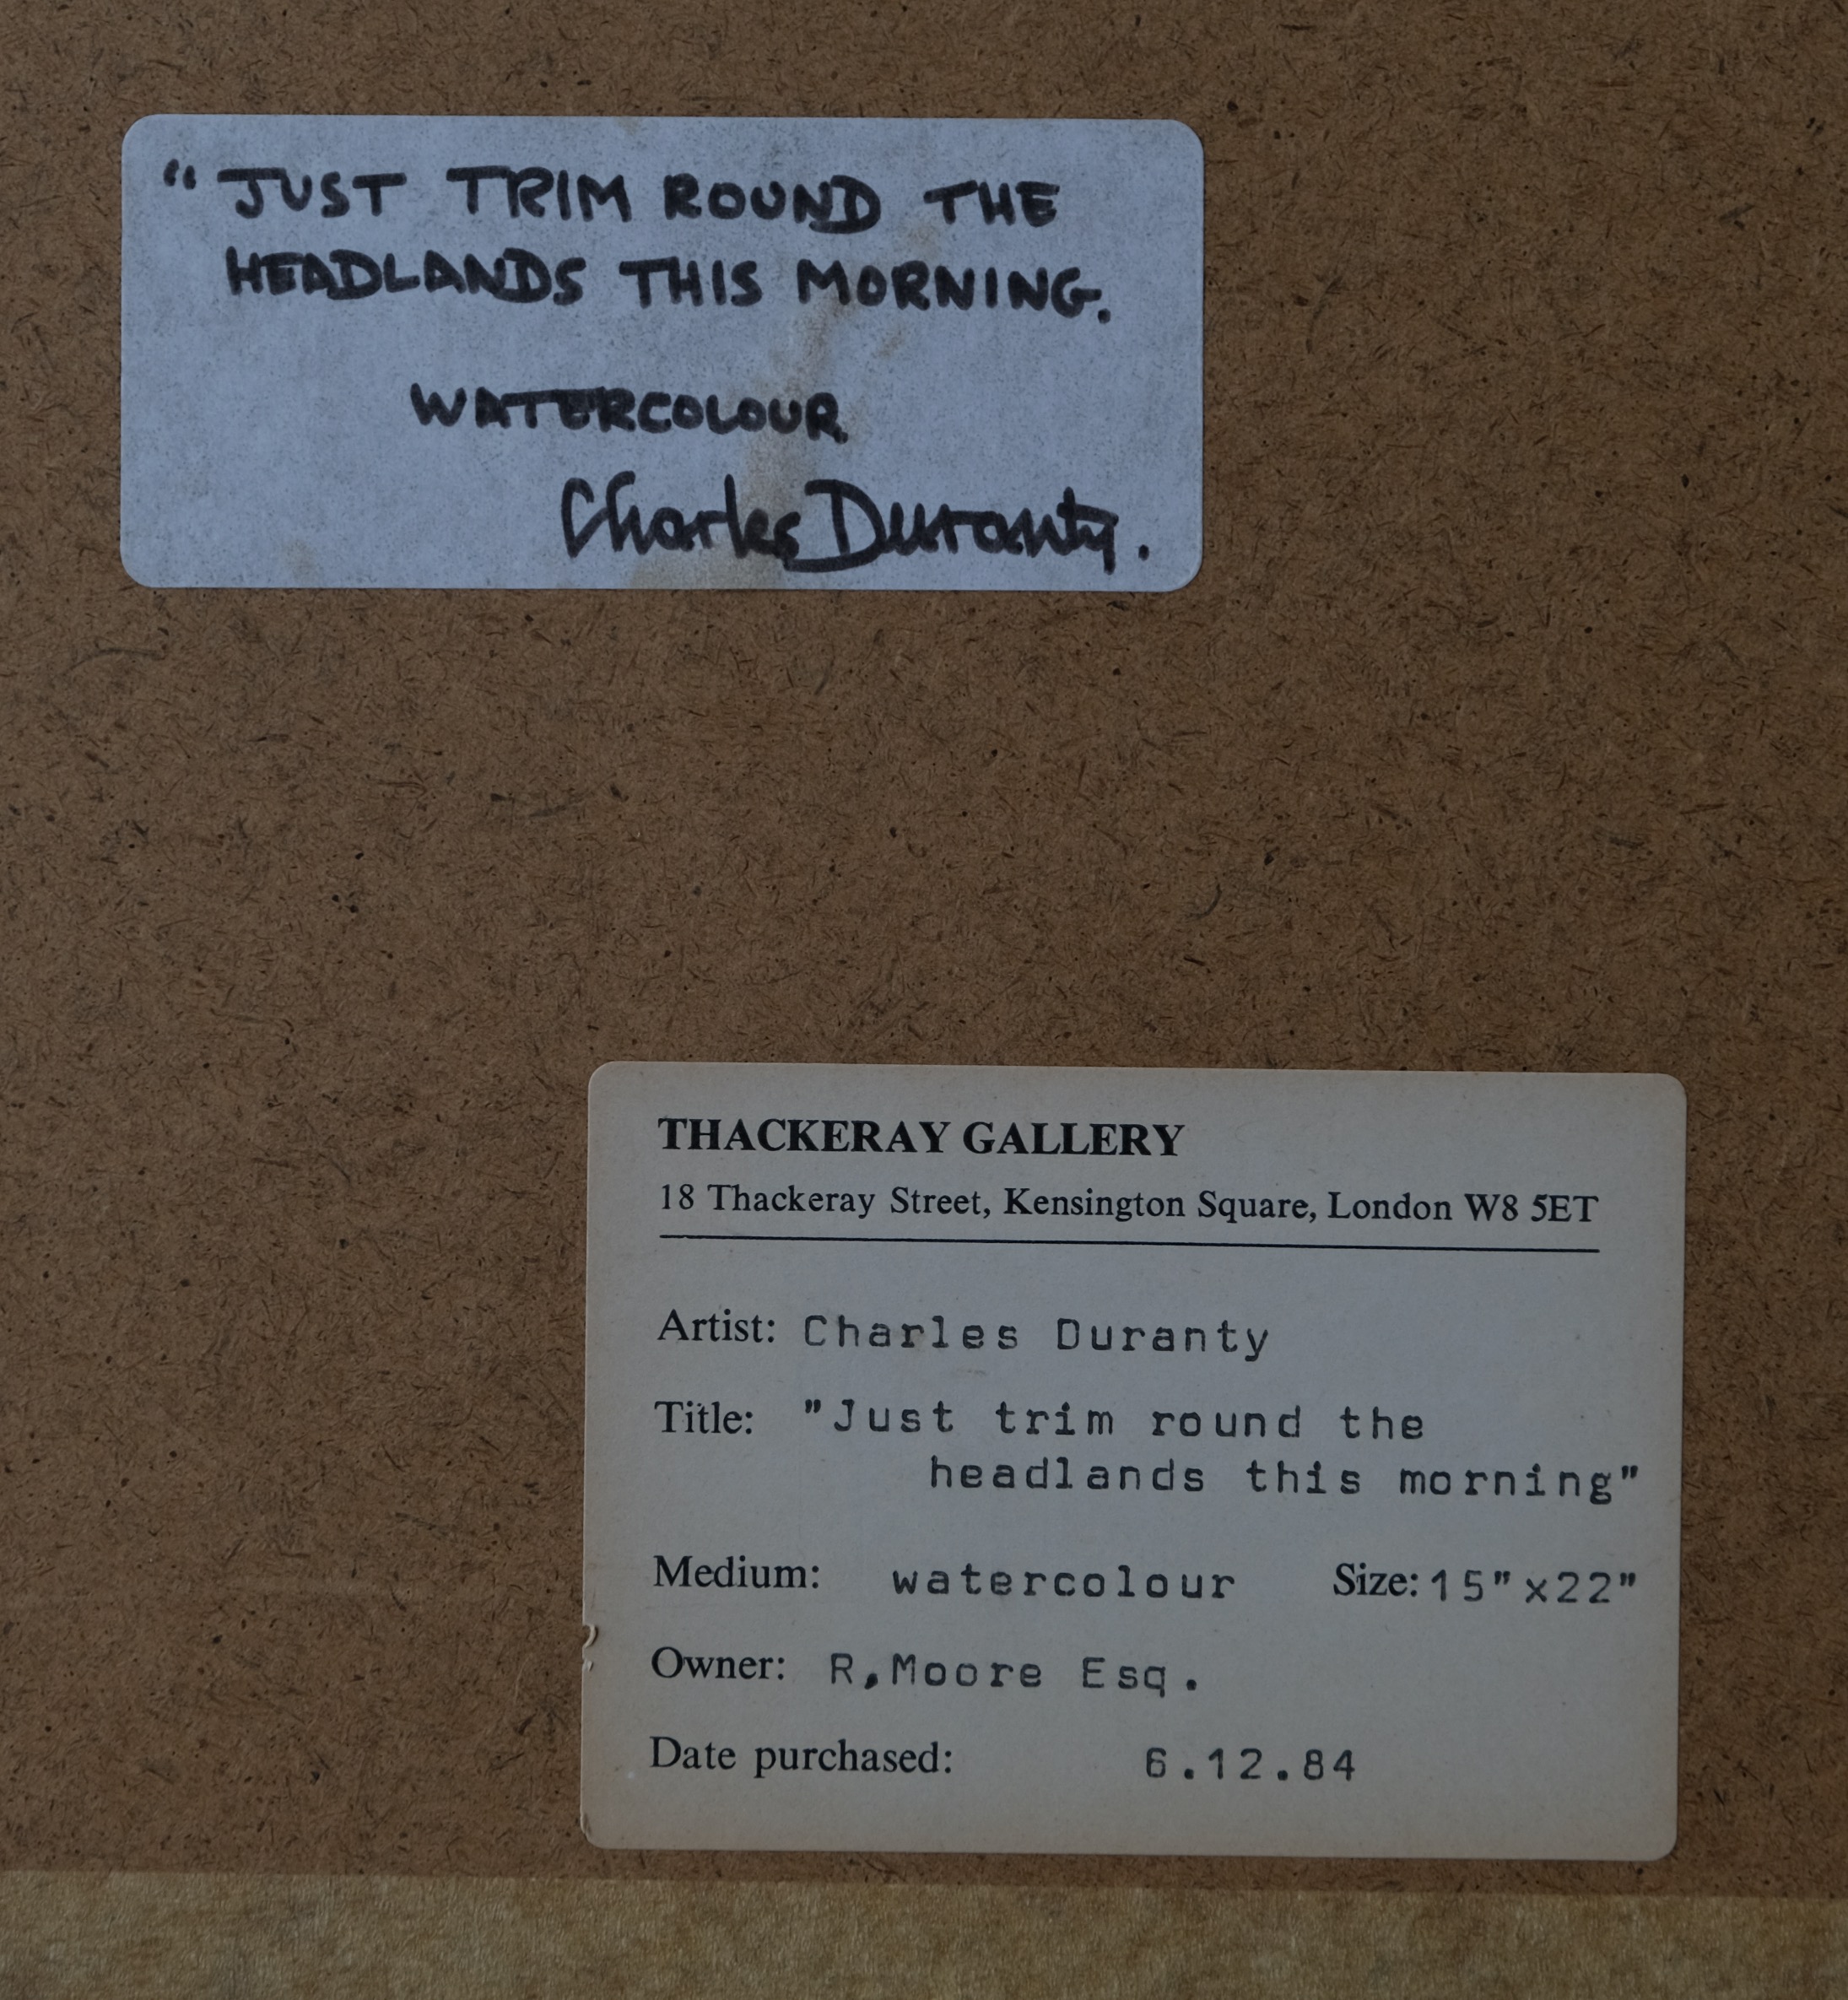 “JUST TRIM ROUND THE
HEADLANDS THIS MORNING.
WATERCOLOUR.
Charles Duranty.
THACKERAY GALLERY
18 Thackeray Street, Kensington Square, London W8 5ET
Artist: Charles Duranty
Title: "Just trim round the
headlands this morning"
Medium: watercolour Size: 15"x22"
Owner: R,Moore Esq.
Date purchased: 6.12.84